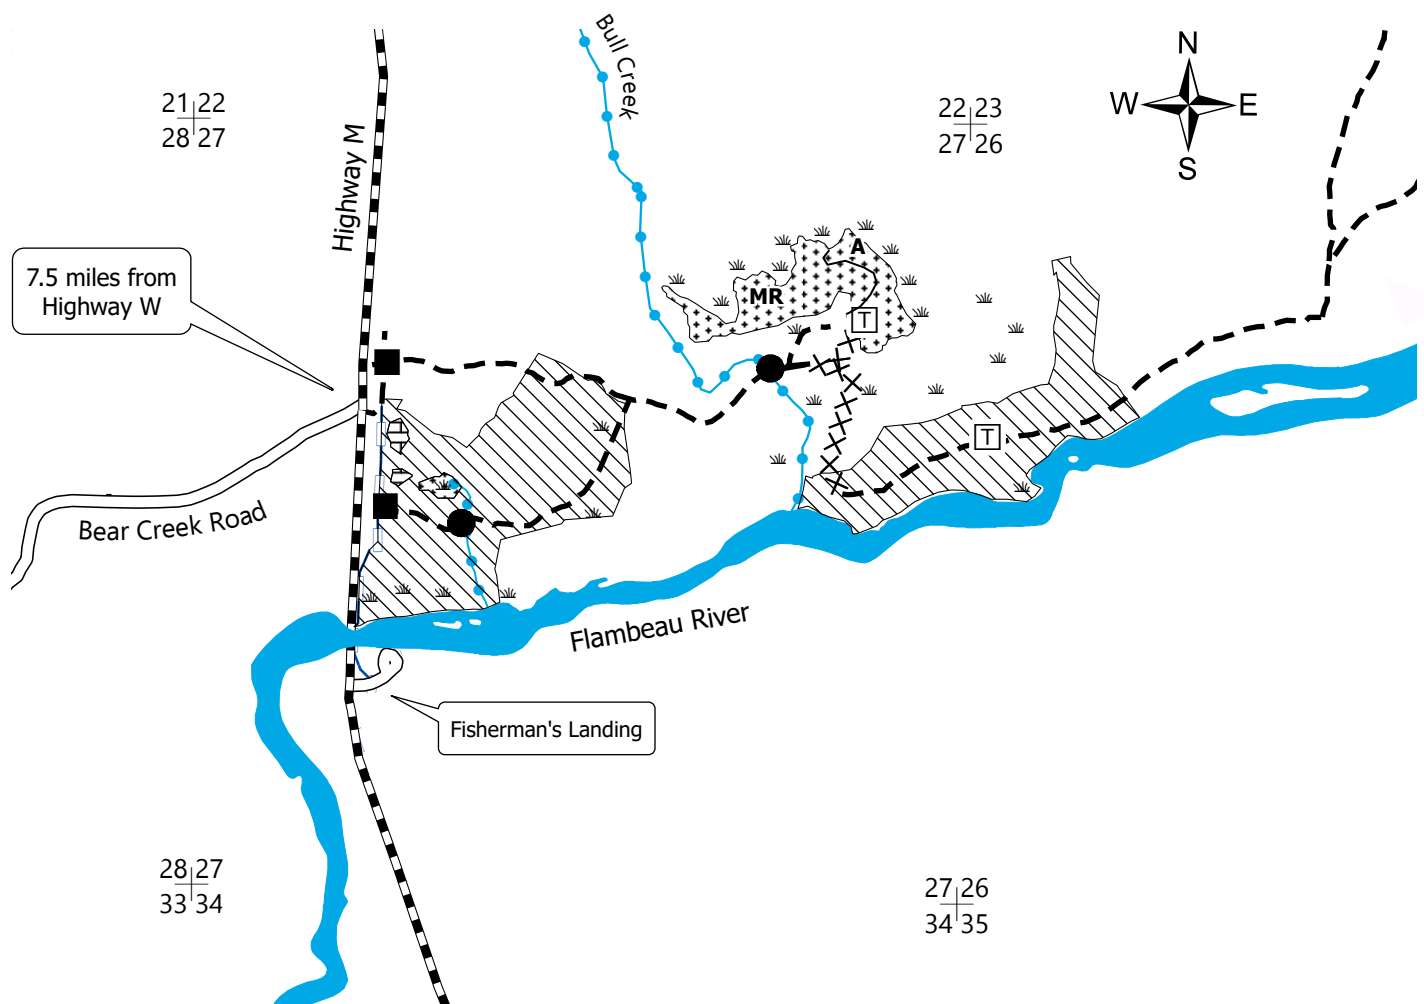 Bull Creek
N
W E
S
21 22
28 27
22 23
27 26
Highway M
7.5 miles from
Highway W
A
MR
T
T
Bear Creek Road
Flambeau River
Fisherman's Landing
28 27
33 34
27 26
34 35